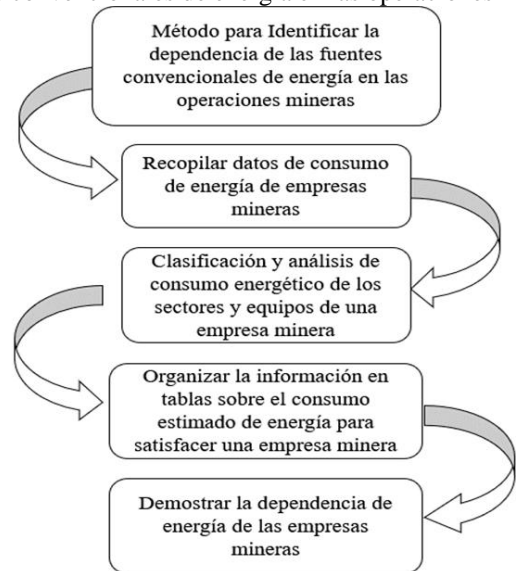 Método para Identificar la
dependencia de las fuentes
convencionales de energía en las
operaciones mineras
Recopilar datos de consumo
de energía de empresas
mineras
Clasificación y análisis de
consumo energético de los
sectores y equipos de una
empresa minera
Organizar la información en
tablas sobre el consumo
estimado de energía para
satisfacer una empresa minera
Demostrar la dependencia de
energía de las empresas
mineras